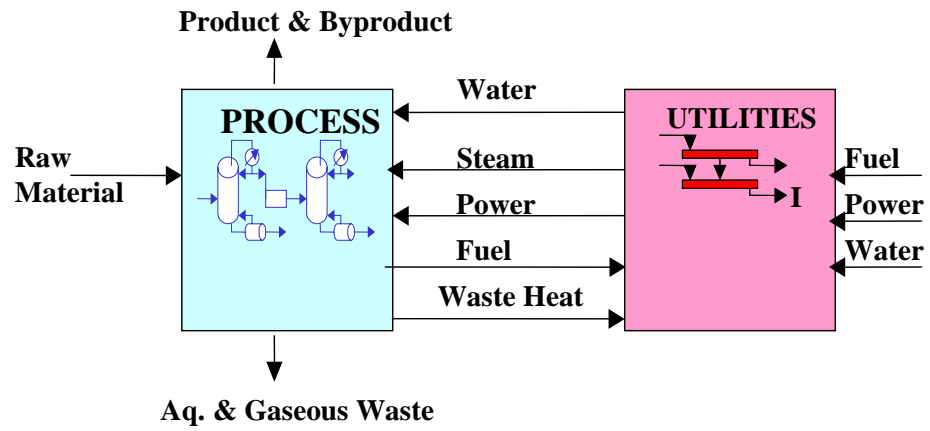 Product & Byproduct
PROCESS
Raw
Material
Water
Steam
Power
Fuel
Waste Heat
UTILITIES
I
Fuel
Power
Water
Aq. & Gaseous Waste